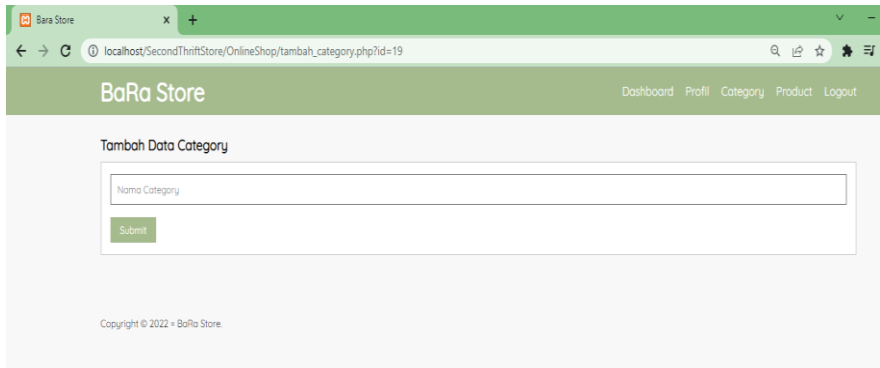 Bara Store
localhost/SecondThriftStore/OnlineShop/tambah_category.php?id=19
BaRa Store
Dashboard Profil Category Product Logout
Tambah Data Category
Nama Category
Submit
Copyright © 2022 - BaRa Store.